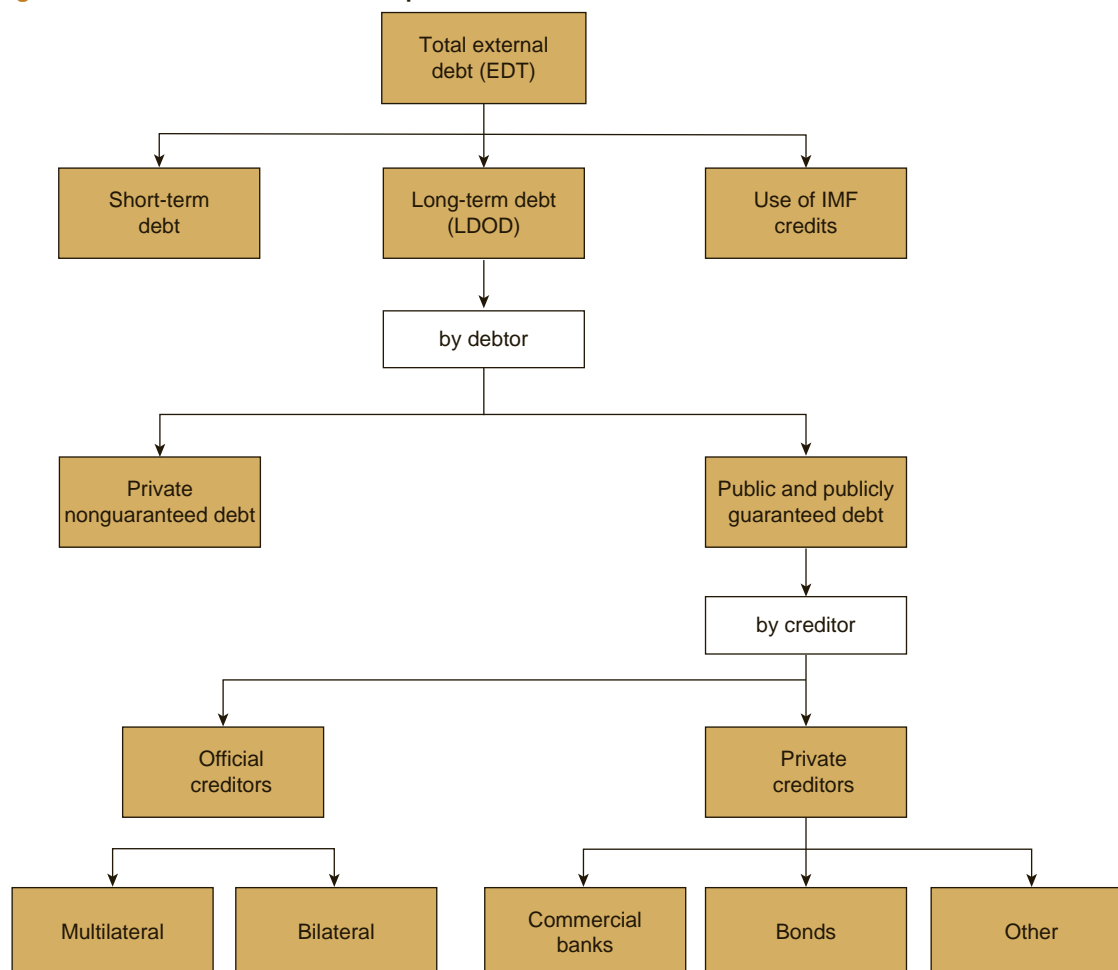 Total external
debt (EDT)
Short-term
debt
Long-term debt
(LDOD)
Use of IMF
credits
by debtor
Private
nonguaranteed debt
Public and publicly
guaranteed debt
by creditor
Official
creditors
Private
creditors
Multilateral
Bilateral
Commercial
banks
Bonds
Other